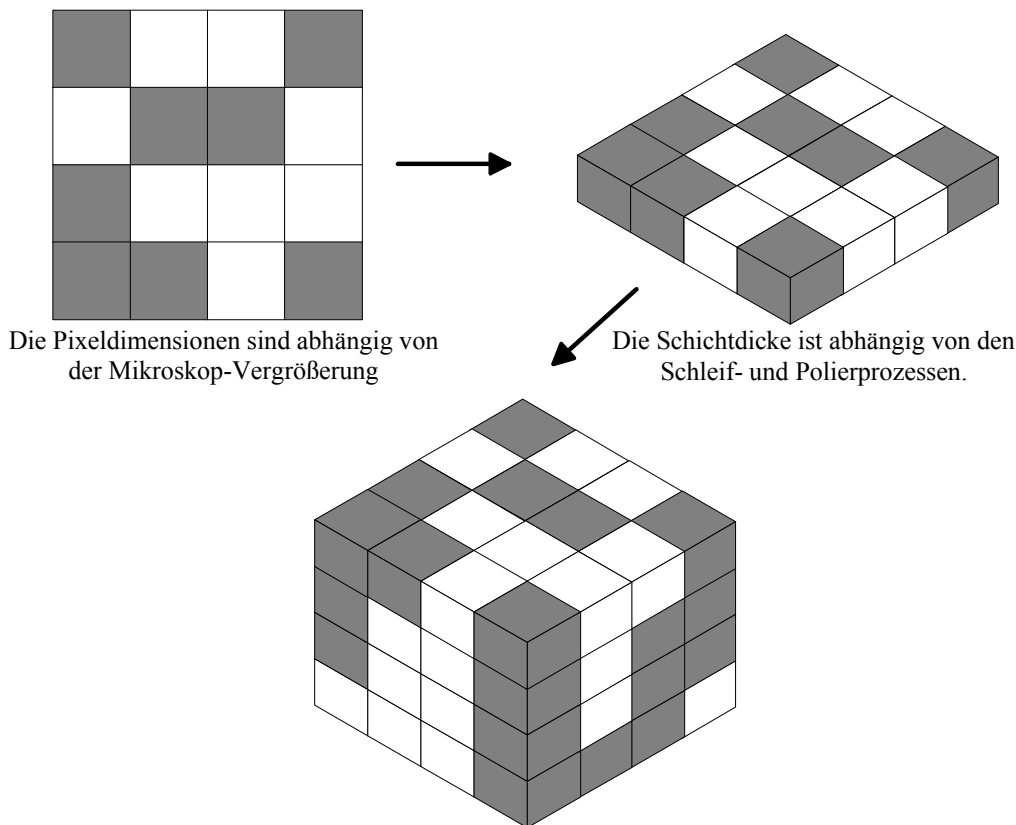 Die Pixeldimensionen sind abhängig von
der Mikroskop-Vergrößerung
Die Schichtdicke ist abhängig von den
Schleif- und Polierprozessen.